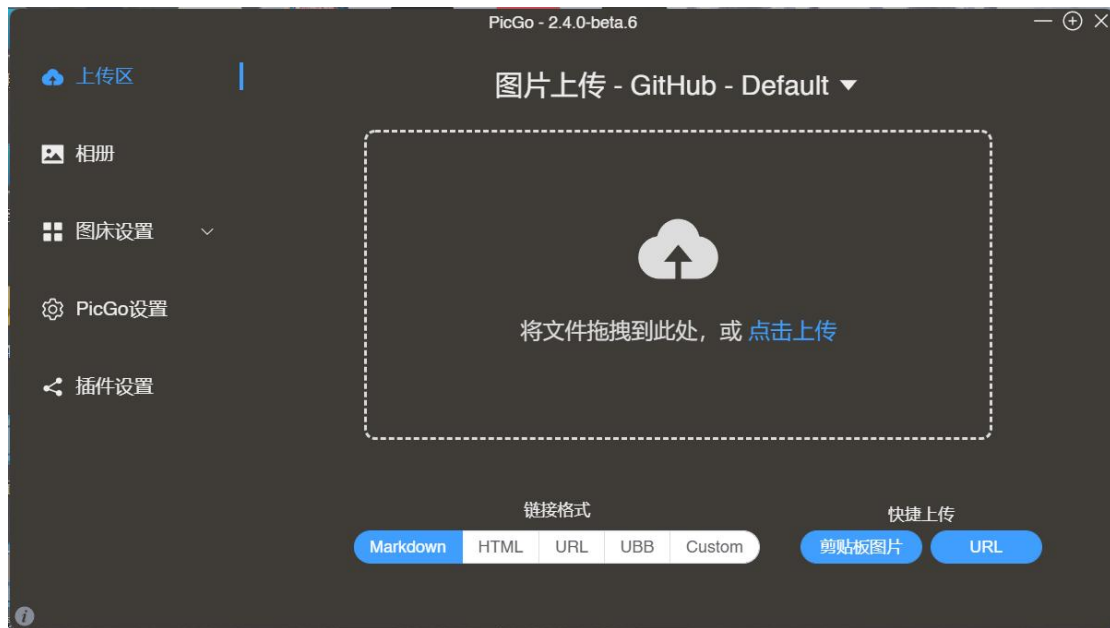 PicGo - 2.4.0-beta.6
上传区
相册
图床设置
PicGo设置
插件设置
图片上传 - GitHub - Default
将文件拖拽到此处，或 点击上传
链接格式
Markdown HTML URL UBB Custom
快捷上传
剪贴板图片 URL